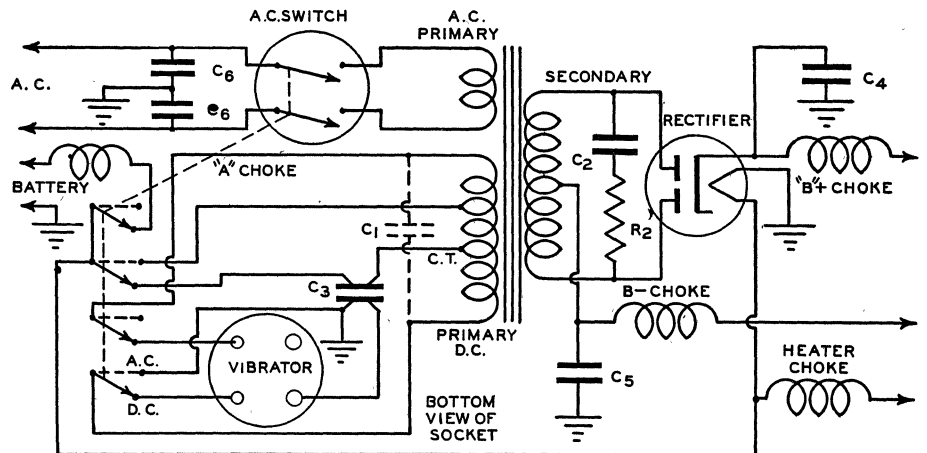 A.C. SWITCH
A.C.
PRIMARY
C6
C6
A.C.
SECONDARY
C4
RECTIFIER
"A" CHOKE
BATTERY
C2
"B"+ CHOKE
C1
R2
C.T.
C3
B-CHOKE
PRIMARY
D.C.
A.C.
VIBRATOR
HEATER
CHOKE
D.C.
C5
BOTTOM
VIEW OF
SOCKET